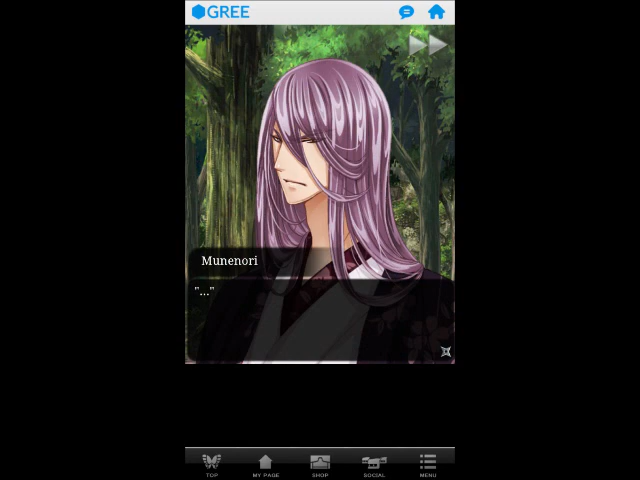 GREE
Munenori
"..."
TOP
MY PAGE
SHOP
SOCIAL
MENU